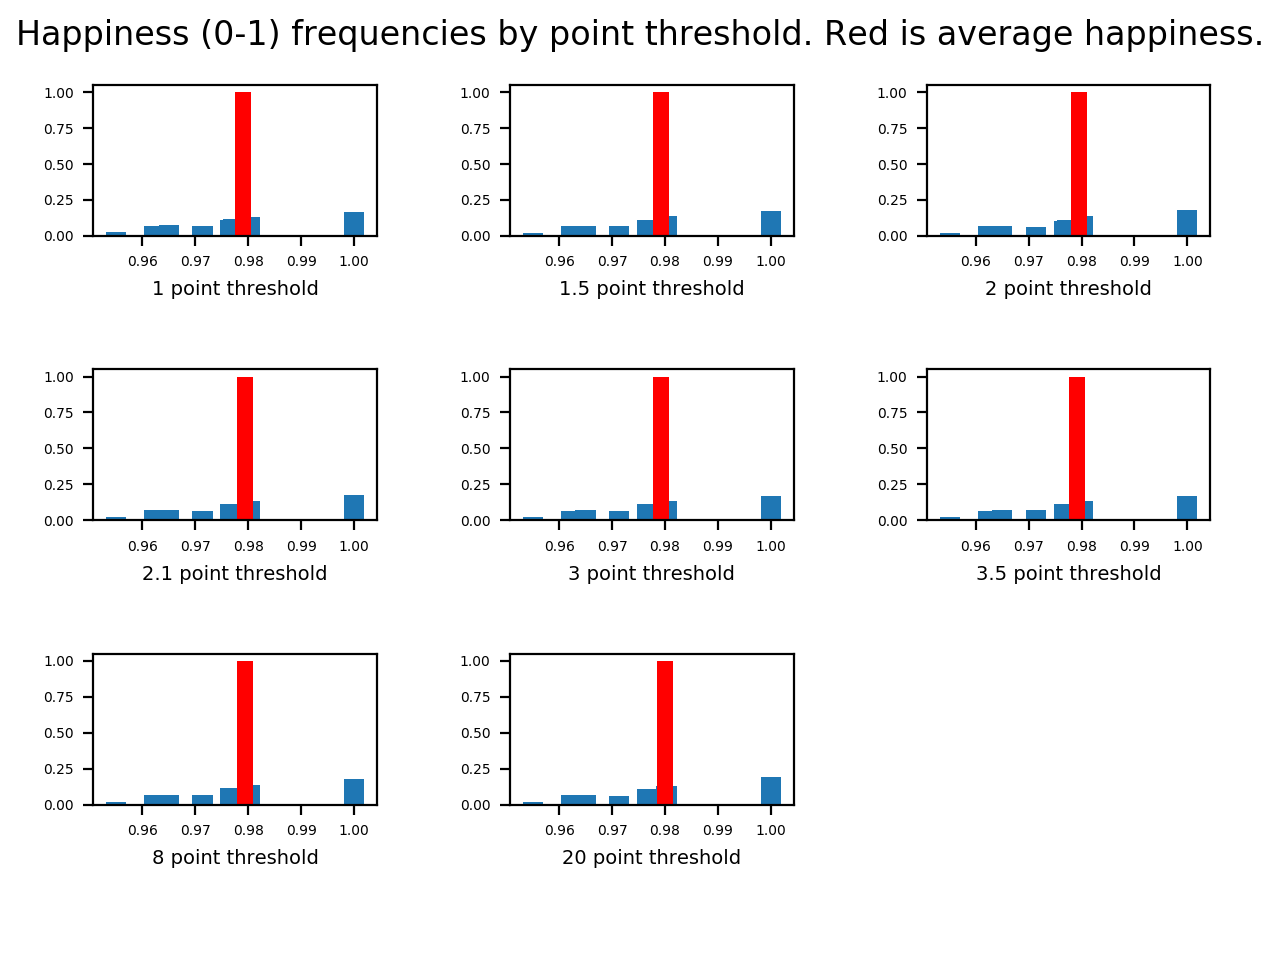 Happiness (0-1) frequencies by point threshold. Red is average happiness.
1.00 1.00 1.00
0.75 0.75 0.75
0.50 0.50 0.50
0.25 0.25 0.25
0.00 0.00 0.00
0.96 0.97 0.98 0.99 1.00 0.96 0.97 0.98 0.99 1.00 0.96 0.97 0.98 0.99 1.00
1 point threshold 1.5 point threshold 2 point threshold
1.00 1.00 1.00
0.75 0.75 0.75
0.50 0.50 0.50
0.25 0.25 0.25
0.00 0.00 0.00
0.96 0.97 0.98 0.99 1.00 0.96 0.97 0.98 0.99 1.00 0.96 0.97 0.98 0.99 1.00
2.1 point threshold 3 point threshold 3.5 point threshold
1.00 1.00
0.75 0.75
0.50 0.50
0.25 0.25
0.00 0.00
0.96 0.97 0.98 0.99 1.00 0.96 0.97 0.98 0.99 1.00
8 point threshold 20 point threshold